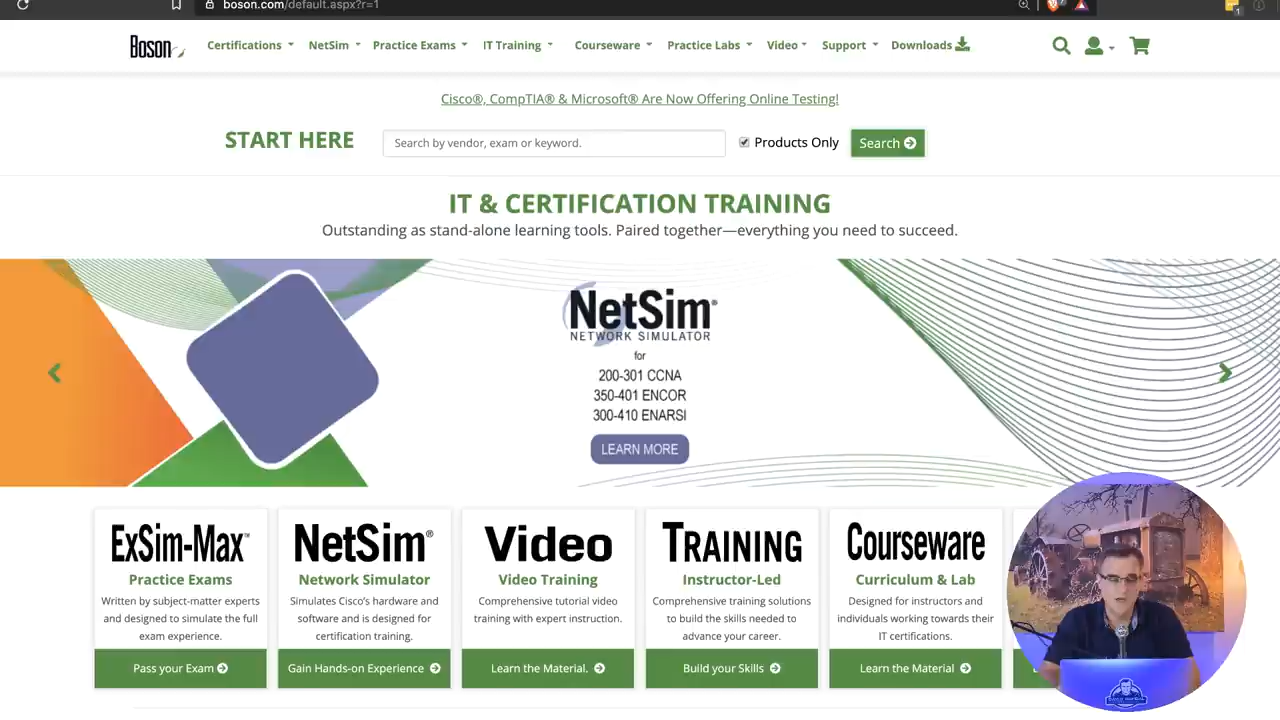 boson.com/default.aspx?r=1
Boson
Certifications NetSim Practice Exams IT Training Courseware Practice Labs Video Support Downloads
Cisco®, CompTIA® & Microsoft® Are Now Offering Online Testing!
START HERE Search by vendor, exam or keyword. Products Only Search
IT & CERTIFICATION TRAINING
Outstanding as stand-alone learning tools. Paired together—everything you need to succeed.
NetSim®
NETWORK SIMULATOR
for
200-301 CCNA
350-401 ENCOR
300-410 ENARSI
LEARN MORE
ExSim-Max™
Practice Exams
Written by subject-matter experts
and designed to simulate the full
exam experience.
Pass your Exam
NetSim®
Network Simulator
Simulates Cisco's hardware and
software and is designed for
certification training.
Gain Hands-on Experience
Video
Video Training
Comprehensive tutorial video
training with expert instruction.
Learn the Material.
TRAINING
Instructor-Led
Comprehensive training solutions
to build the skills needed to
advance your career.
Build your Skills
Courseware
Curriculum & Lab
Designed for instructors and
individuals working towards their
IT certifications.
Learn the Material